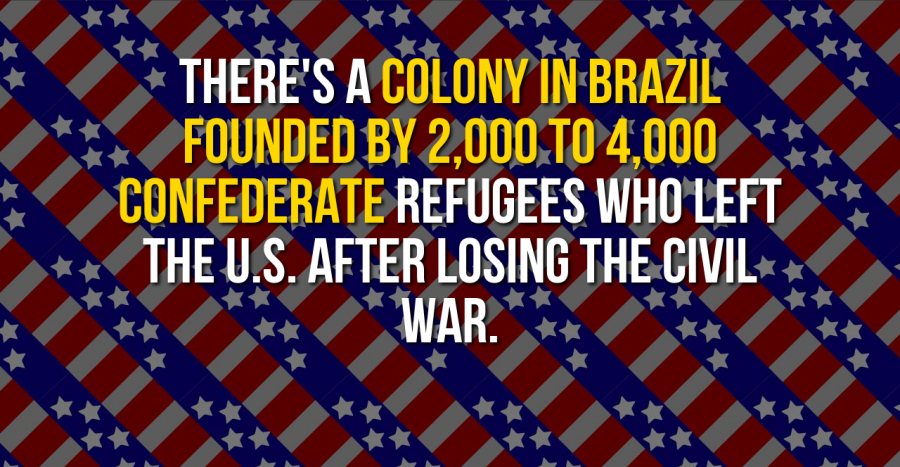 THERE'S A COLONY IN BRAZIL
FOUNDED BY 2,000 TO 4,000
CONFEDERATE REFUGEES WHO LEFT
THE U.S. AFTER LOSING THE CIVIL
WAR.